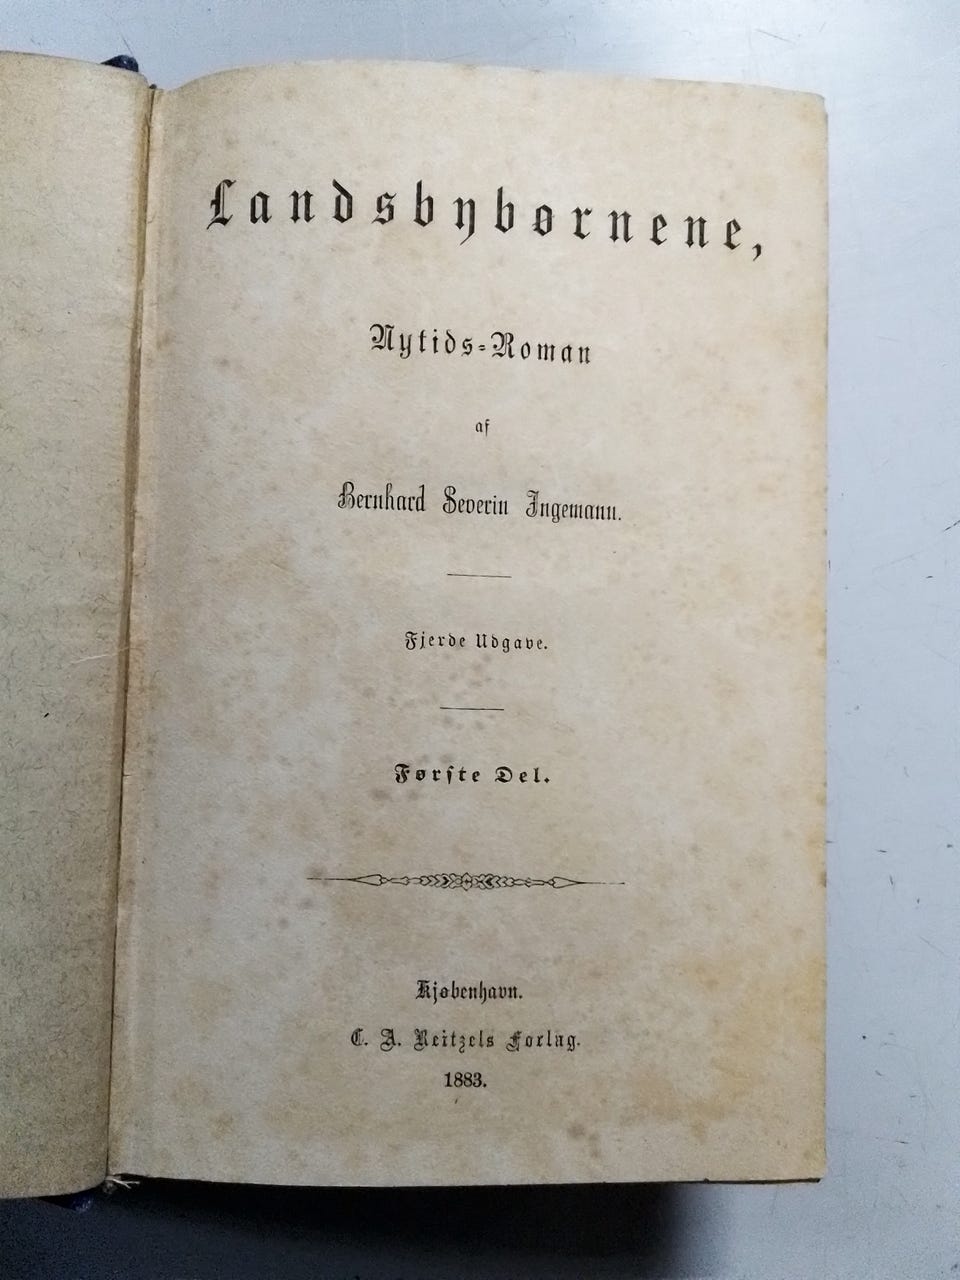 Landsbybørnene,
Nytids-Roman
af
Bernhard Severin Ingemann.
Fjerde Udgave.
Første Del.
Kjøbenhavn.
C. A. Reitzels Forlag.
1883.